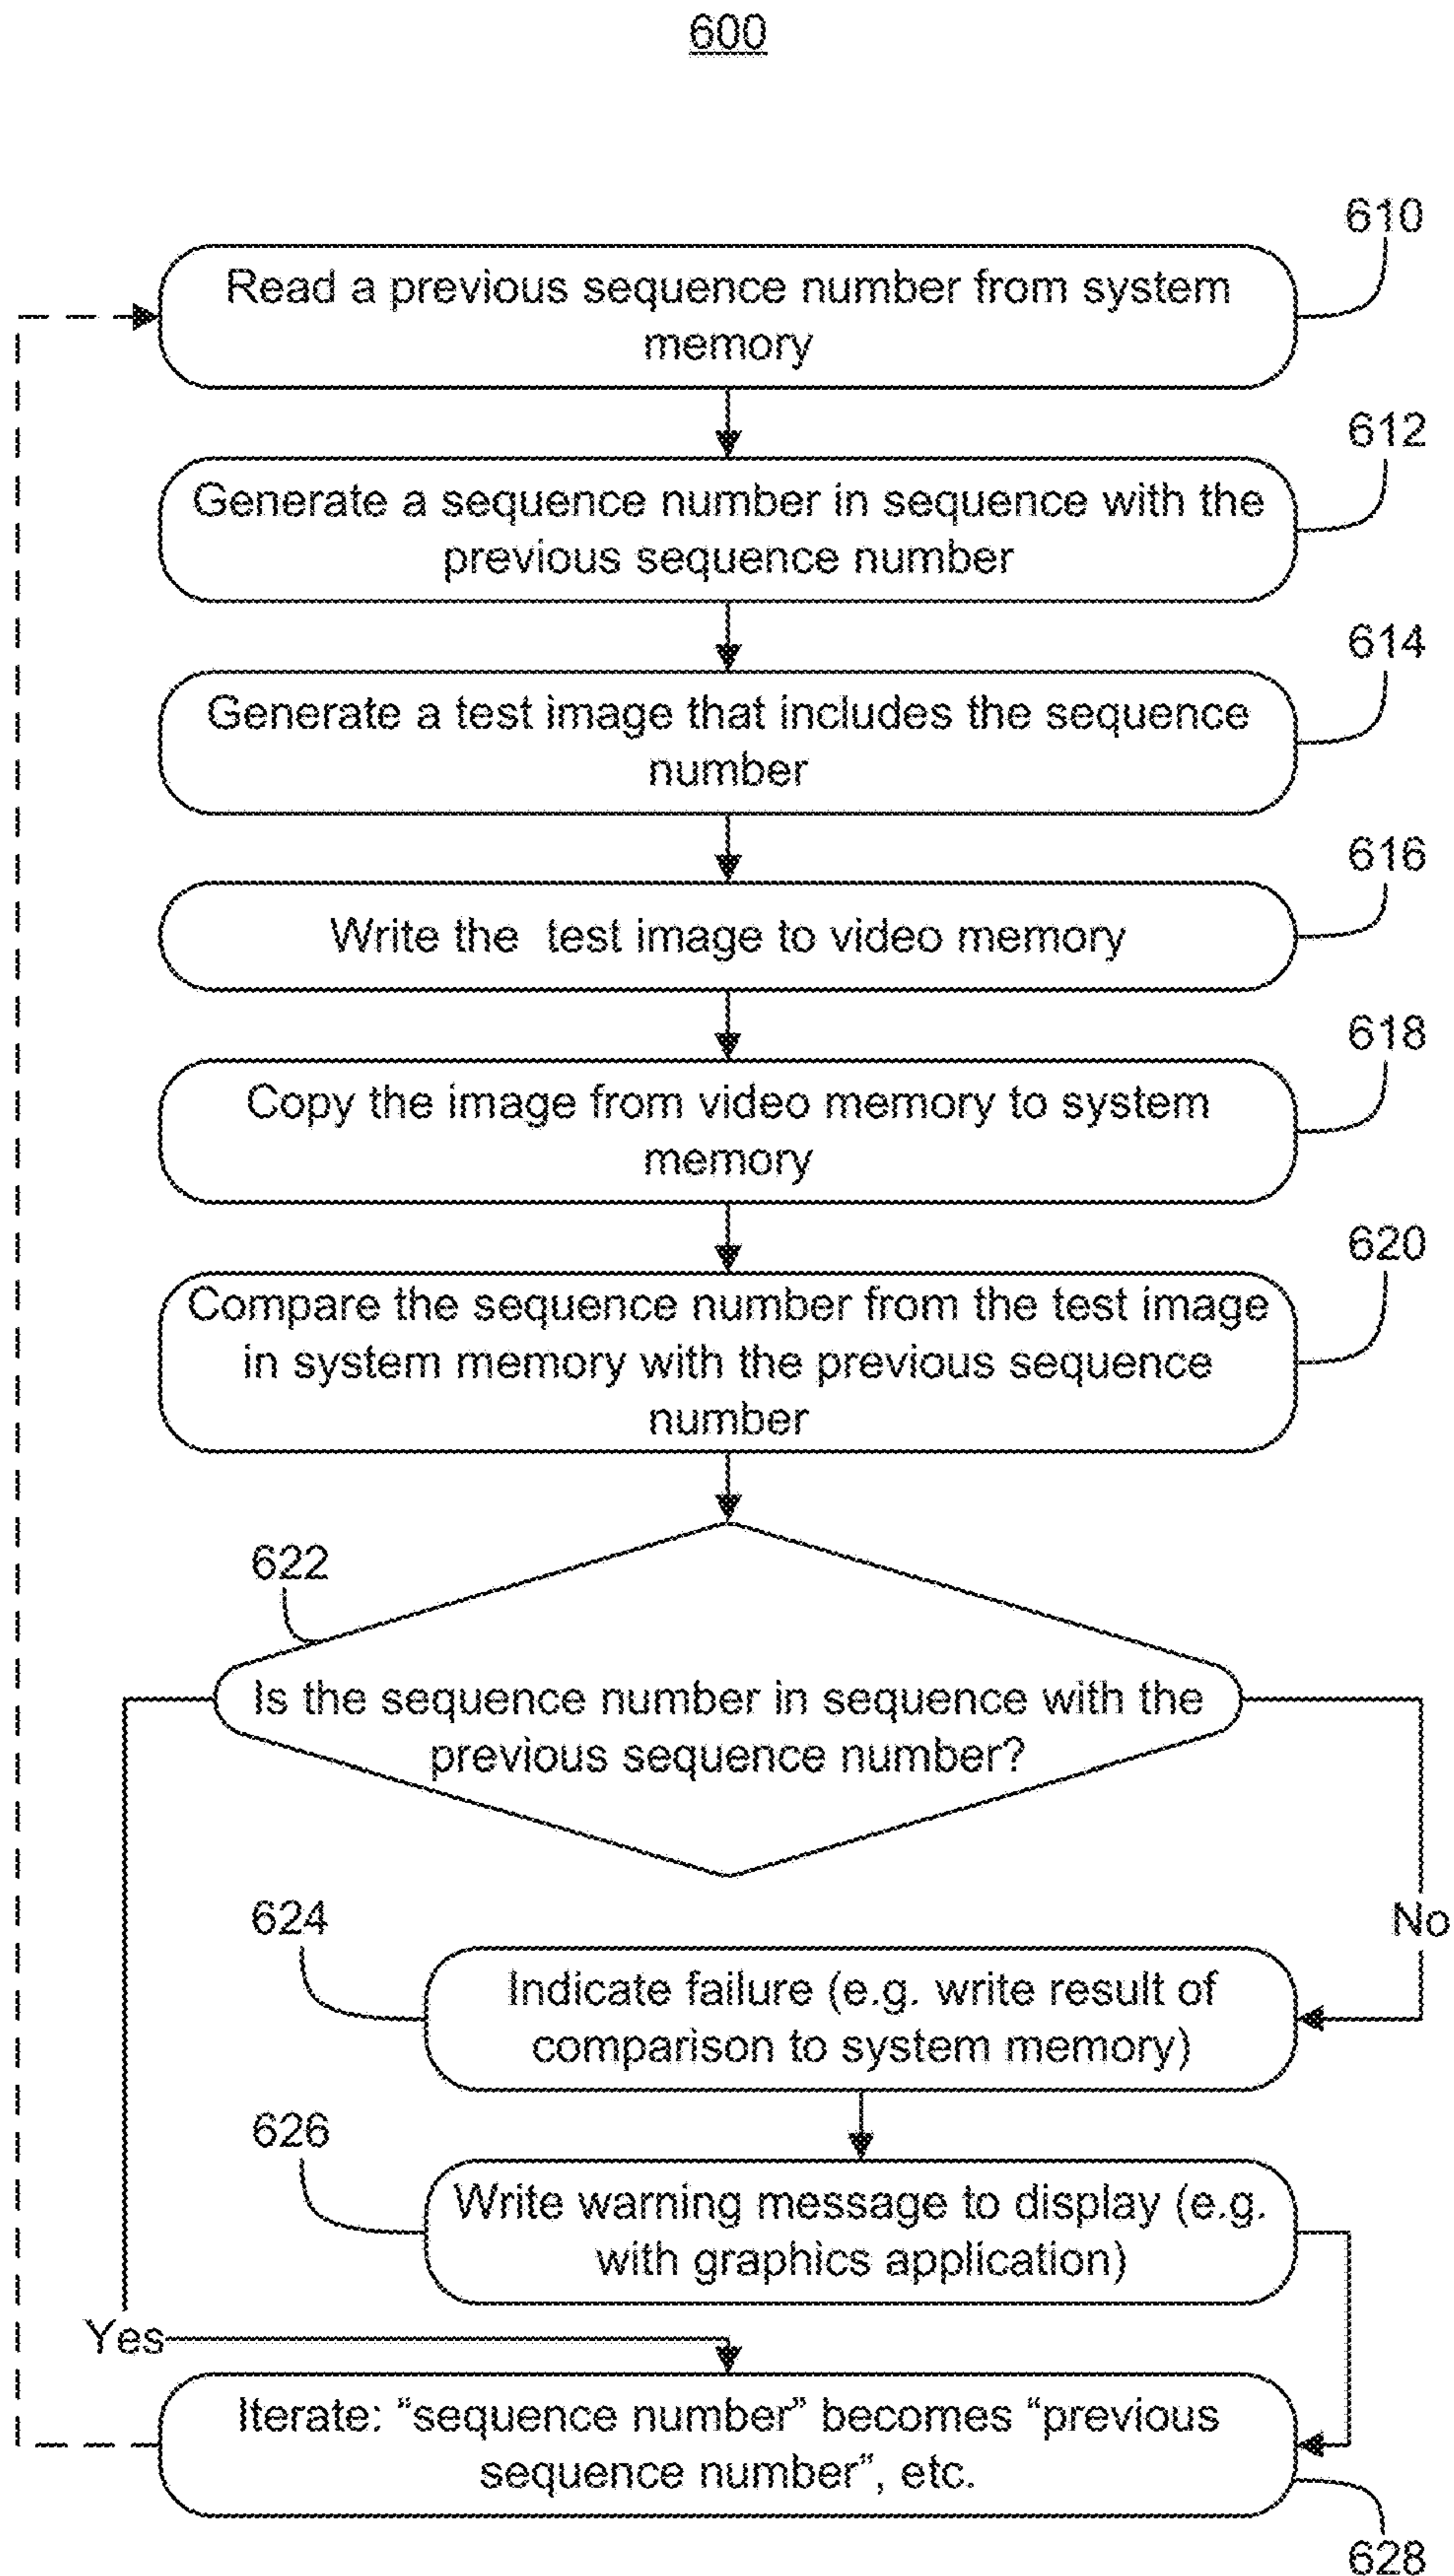 600
610
Read a previous sequence number from system
memory
612
Generate a sequence number in sequence with the
previous sequence number
614
Generate a test image that includes the sequence
number
616
Write the  test image to video memory
618
Copy the image from video memory to system
memory
620
Compare the sequence number from the test image
in system memory with the previous sequence
number
622
Is the sequence number in sequence with the
previous sequence number?
No
624
Indicate failure (e.g. write result of
comparison to system memory)
626
Write warning message to display (e.g.
with graphics application)
Yes
Iterate: “sequence number” becomes “previous
sequence number”, etc.
628